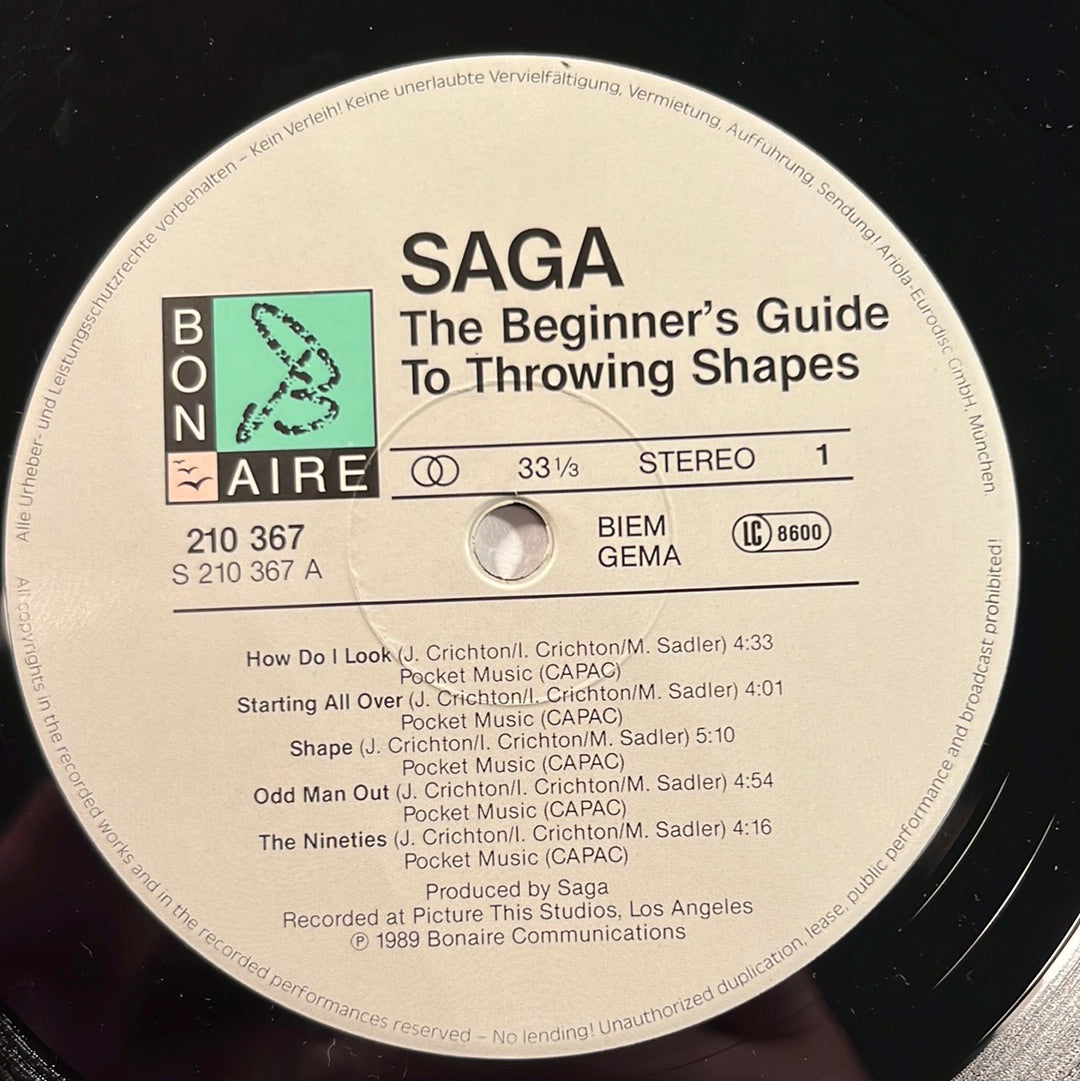 Alle Urheber- und Leistungsschutzrechte vorbehalten – Kein Verleih! Keine unerlaubte Vervielfältigung, Vermietung, Aufführung, Sendung! Ariola-Eurodisc GmbH, München.
SAGA
The Beginner's Guide
To Throwing Shapes
BON
AIRE
33 1/3 STEREO 1
210 367
S 210 367 A
BIEM
GEMA
LC 8600
How Do I Look (J. Crichton/I. Crichton/M. Sadler) 4:33
Pocket Music (CAPAC)
Starting All Over (J. Crichton/I. Crichton/M. Sadler) 4:01
Pocket Music (CAPAC)
Shape (J. Crichton/I. Crichton/M. Sadler) 5:10
Pocket Music (CAPAC)
Odd Man Out (J. Crichton/I. Crichton/M. Sadler) 4:54
Pocket Music (CAPAC)
The Nineties (J. Crichton/I. Crichton/M. Sadler) 4:16
Pocket Music (CAPAC)
Produced by Saga
Recorded at Picture This Studios, Los Angeles
℗ 1989 Bonaire Communications
All copyrights in the recorded works and in the recorded performances reserved – No lending! Unauthorized duplication, lease, public performance and broadcast prohibited!